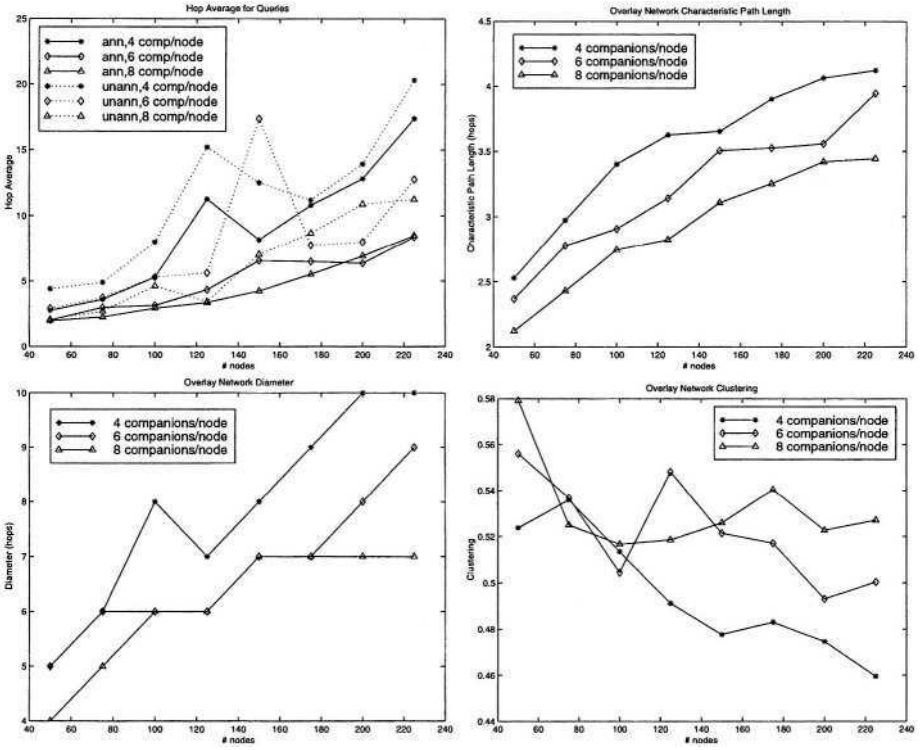 Hop Average for Queries
25
20
15
10
5
0
Hop Average
ann,4 comp/node
ann,6 comp/node
ann,8 comp/node
unann,4 comp/node
unann,6 comp/node
unann,8 comp/node
40 60 80 100 120 140 160 180 200 220 240
# nodes
Overlay Network Characteristic Path Length
4.5
4
3.5
3
2.5
2
Characteristic Path Length (hops)
4 companions/node
6 companions/node
8 companions/node
40 60 80 100 120 140 160 180 200 220 240
# nodes
Overlay Network Diameter
10
9
8
7
6
5
4
Diameter (hops)
4 companions/node
6 companions/node
8 companions/node
40 60 80 100 120 140 160 180 200 220 240
# nodes
Overlay Network Clustering
0.58
0.56
0.54
0.52
0.5
0.48
0.46
0.44
Clustering
4 companions/node
6 companions/node
8 companions/node
40 60 80 100 120 140 160 180 200 220 240
# nodes